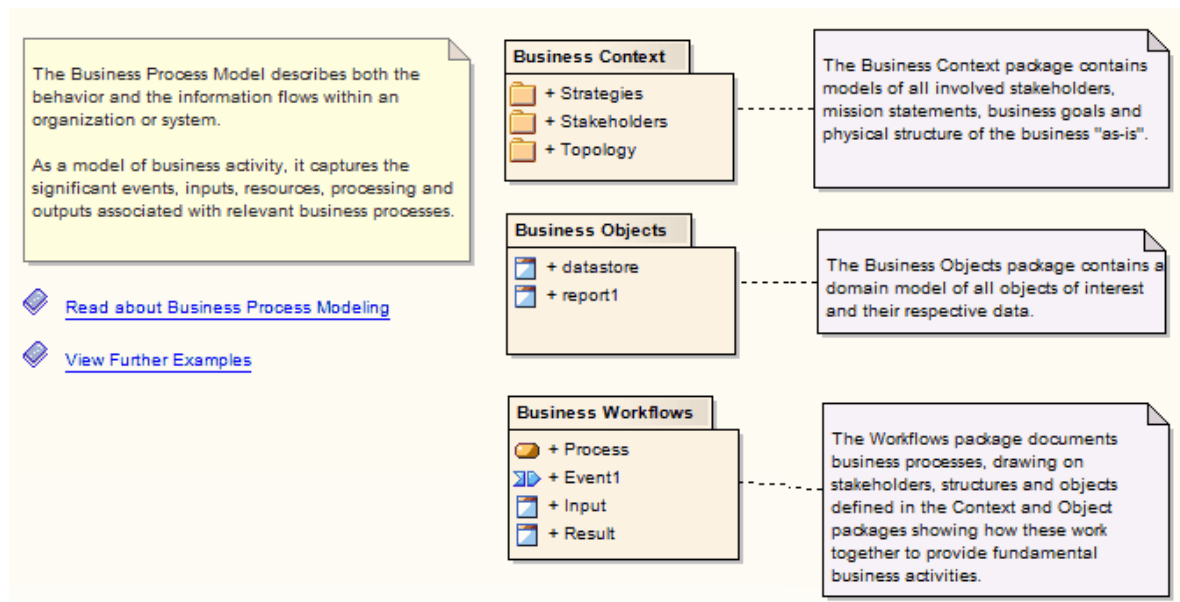 The Business Process Model describes both the
behavior and the information flows within an
organization or system.
As a model of business activity, it captures the
significant events, inputs, resources, processing and
outputs associated with relevant business processes.
Read about Business Process Modeling
View Further Examples
Business Context
+ Strategies
+ Stakeholders
+ Topology
The Business Context package contains
models of all involved stakeholders,
mission statements, business goals and
physical structure of the business "as-is".
Business Objects
+ datastore
+ report1
The Business Objects package contains a
domain model of all objects of interest
and their respective data.
Business Workflows
+ Process
+ Event1
+ Input
+ Result
The Workflows package documents
business processes, drawing on
stakeholders, structures and objects
defined in the Context and Object
packages showing how these work
together to provide fundamental
business activities.